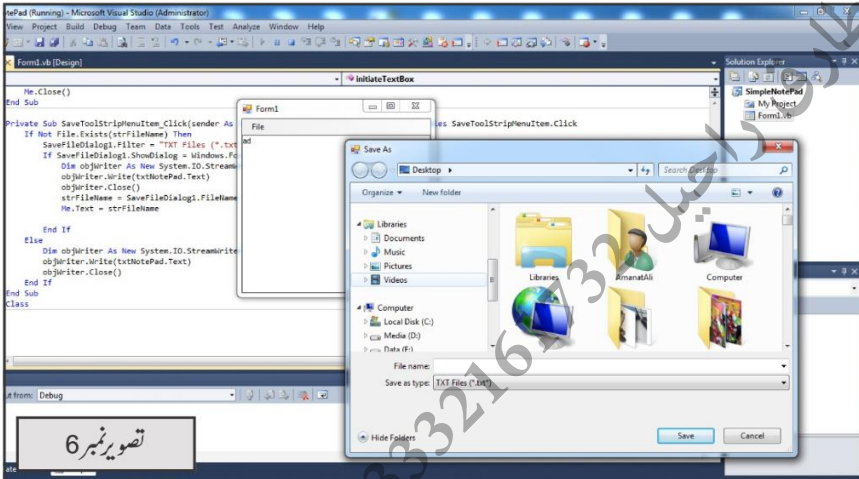 otePad (Running) - Microsoft Visual Studio (Administrator)
View Project Build Debug Team Data Tools Test Analyze Window Help
Form1.vb [Design]
InitiateTextBox
Me.Close()
End Sub
Private Sub SaveToolStripMenuItem_Click(sender As
les SaveToolStripMenuItem.Click
If Not File.Exists(strFileName) Then
SaveFileDialog1.Filter = "TXT Files (*.txt
If SaveFileDialog1.ShowDialog = Windows.Fo
Dim objWriter As New System.IO.StreamW
objWriter.Write(txtNotePad.Text)
objWriter.Close()
strFileName = SaveFileDialog1.FileName
Me.Text = strFileName
End If
Else
Dim objWriter As New System.IO.StreamWrite
objWriter.Write(txtNotePad.Text)
objWriter.Close()
End If
End Sub
Class
Form1
File
ad
Save As
Desktop
Search Desktop
Organize
New folder
Libraries
Documents
Music
Pictures
Videos
Computer
Local Disk (C:)
Media (D:)
Data (E:)
Libraries
AmanatAli
Computer
File name:
Save as type: TXT Files (*.txt)
Hide Folders
Save
Cancel
Solution Explorer
SimpleNotePad
My Project
Form1.vb
ut from: Debug
تصویر نمبر 6